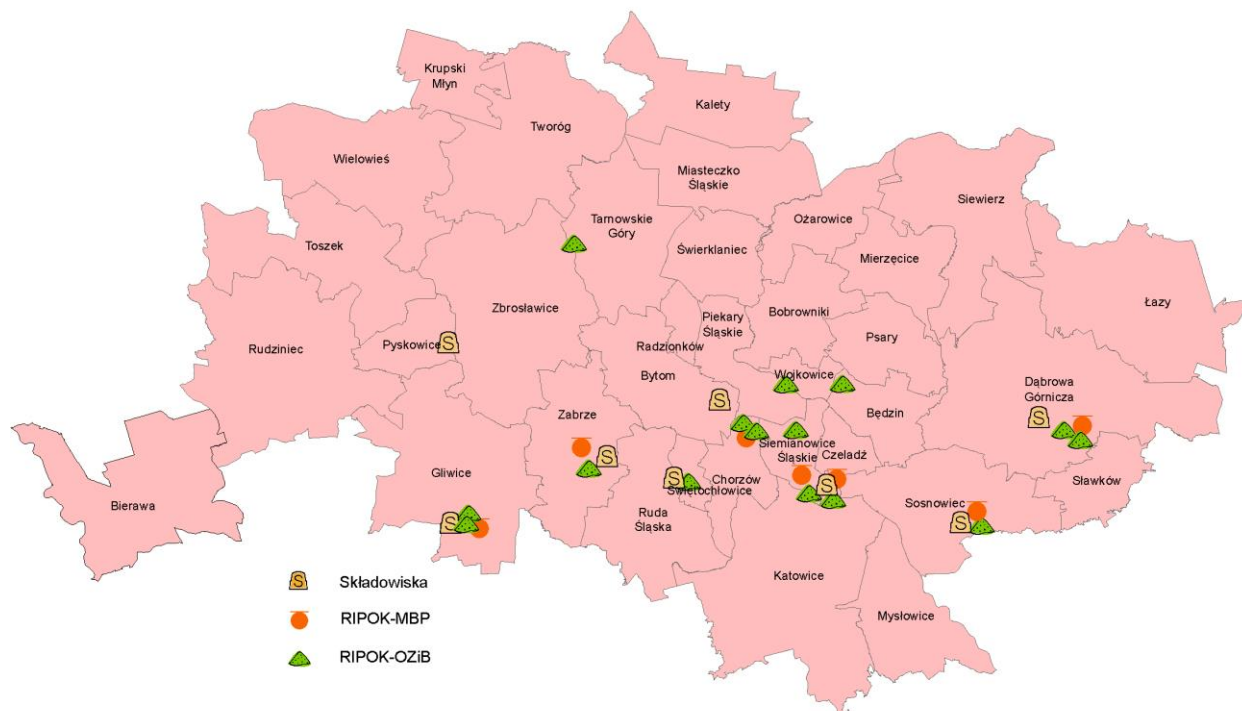 Krupski
Młyn
Kalety
Tworóg
Wielowieś
Miasteczko
Śląskie
Siewierz
Ożarowice
Tarnowskie
Góry
Toszek
Świerklaniec
Mierzęcice
Łazy
Zbrosławice
Bobrowniki
Piekary
Śląskie
Psary
Rudziniec
Pyskowice
S
Radzionków
Bytom
Wojkowice
Dąbrowa
Górnicza
S
Będzin
S
Zabrze
Siemianowice
Śląskie
Czeladź
S
Gliwice
S
Chorzów
Świętochłowice
S
Sławków
Bierawa
Sosnowiec
Ruda
Śląska
S
S
Katowice
S
Składowiska
Mysłowice
RIPOK-MBP
RIPOK-OZiB